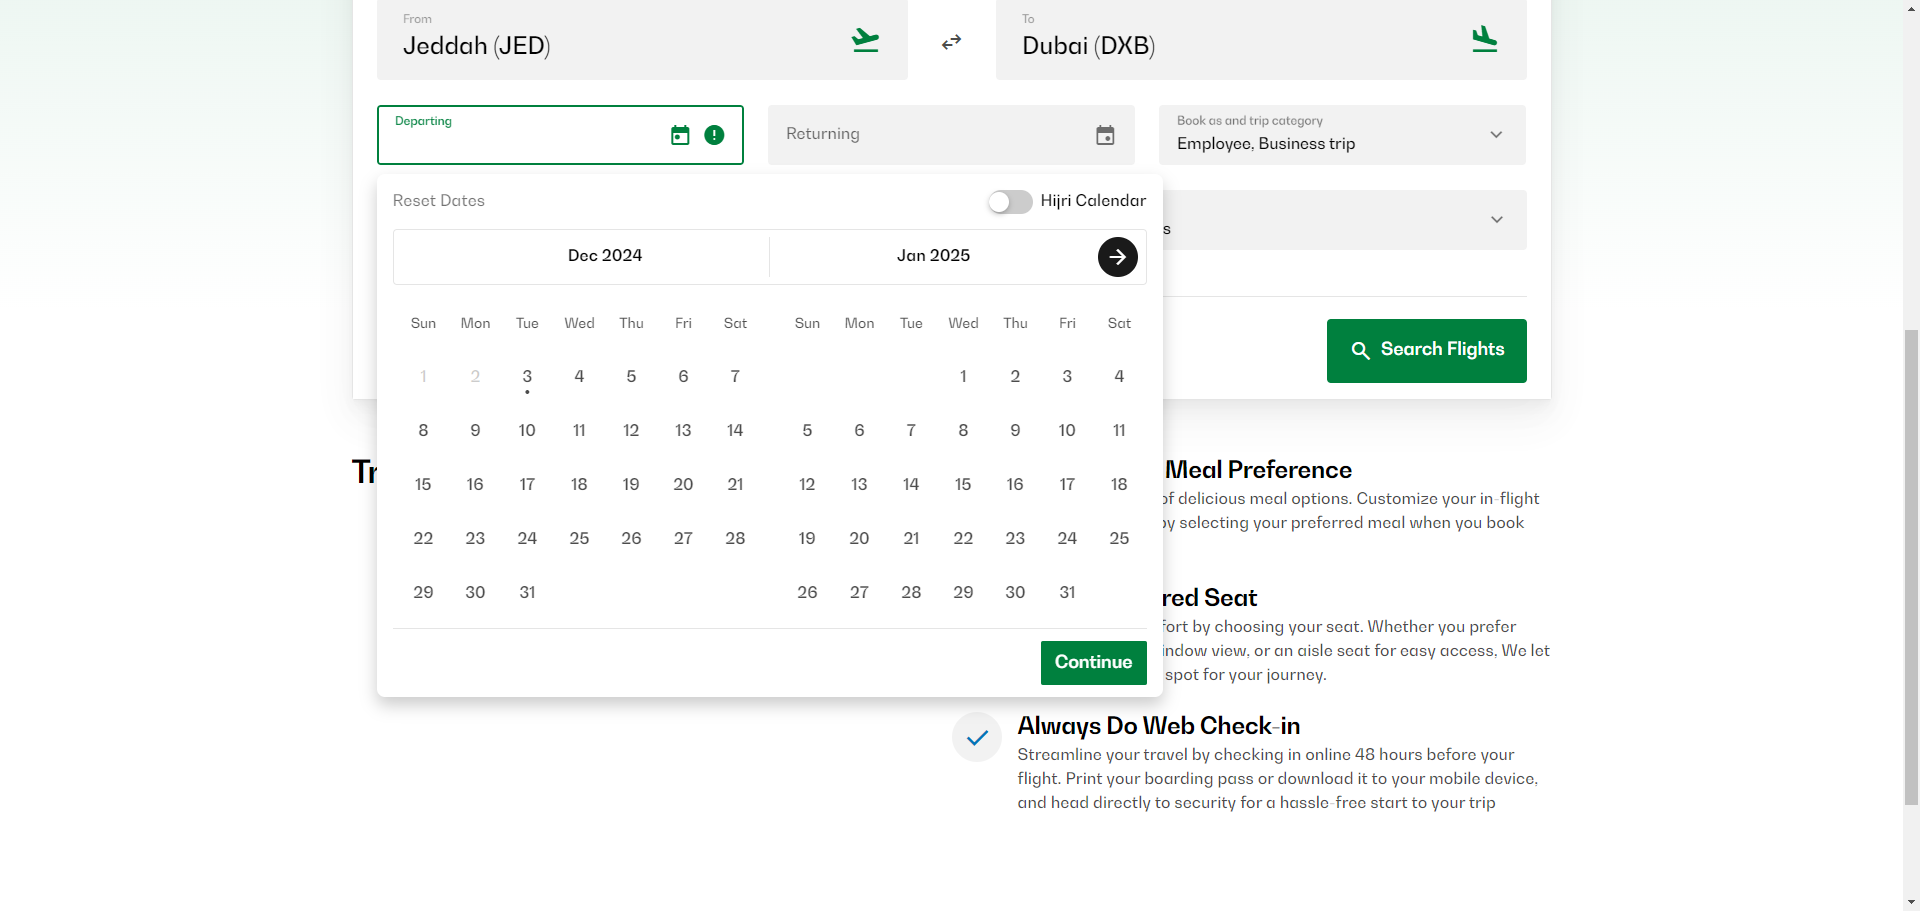 From
Jeddah (JED)
To
Dubai (DXB)
Departing
Returning
Book as and trip category
Employee, Business trip
Reset Dates
Hijri Calendar
s
Dec 2024
Jan 2025
Sun Mon Tue Wed Thu Fri Sat
1 2 3 4 5 6 7
8 9 10 11 12 13 14
15 16 17 18 19 20 21
22 23 24 25 26 27 28
29 30 31
Sun Mon Tue Wed Thu Fri Sat
1 2 3 4
5 6 7 8 9 10 11
12 13 14 15 16 17 18
19 20 21 22 23 24 25
26 27 28 29 30 31
Continue
Search Flights
Tr
Meal Preference
of delicious meal options. Customize your in-flight
by selecting your preferred meal when you book
red Seat
fort by choosing your seat. Whether you prefer
indow view, or an aisle seat for easy access, We let
spot for your journey.
Always Do Web Check-in
Streamline your travel by checking in online 48 hours before your
flight. Print your boarding pass or download it to your mobile device,
and head directly to security for a hassle-free start to your trip